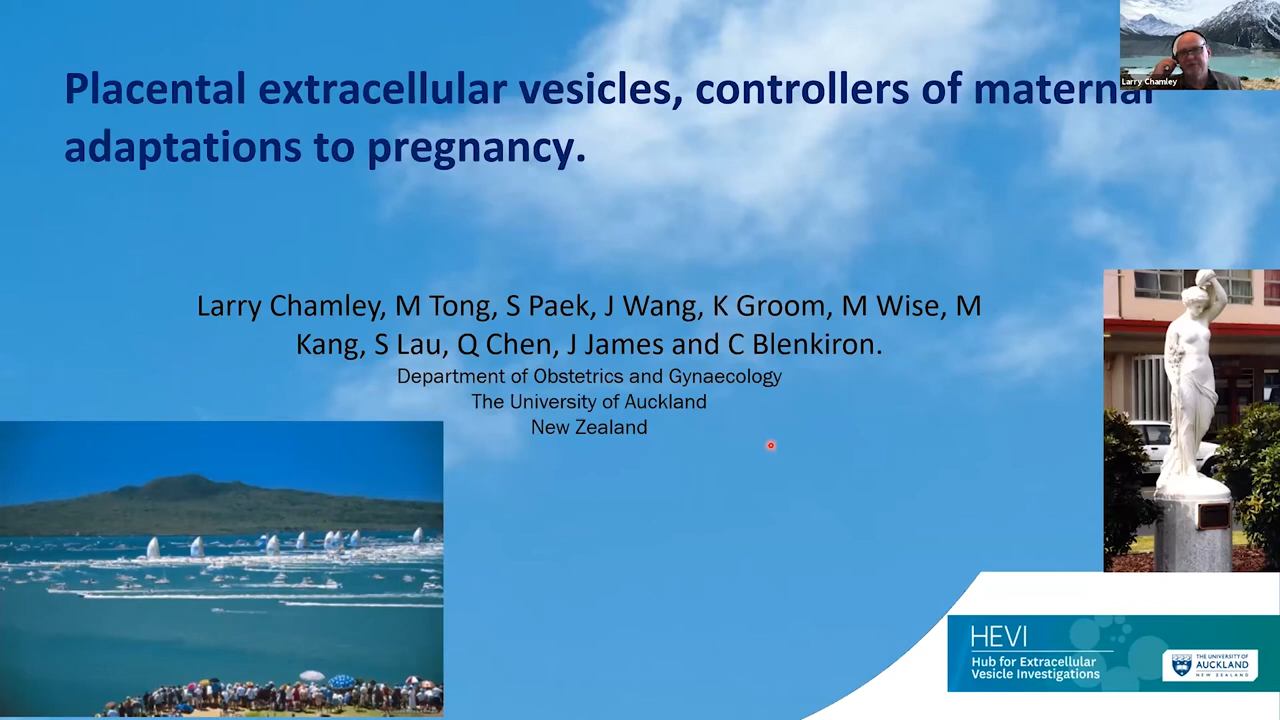 Placental extracellular vesicles, controllers of maternal
adaptations to pregnancy.
Larry Chamley
Larry Chamley, M Tong, S Paek, J Wang, K Groom, M Wise, M
Kang, S Lau, Q Chen, J James and C Blenkiron.
Department of Obstetrics and Gynaecology
The University of Auckland
New Zealand
HEVI
Hub for Extracellular
Vesicle Investigations
THE UNIVERSITY OF
AUCKLAND
NEW ZEALAND